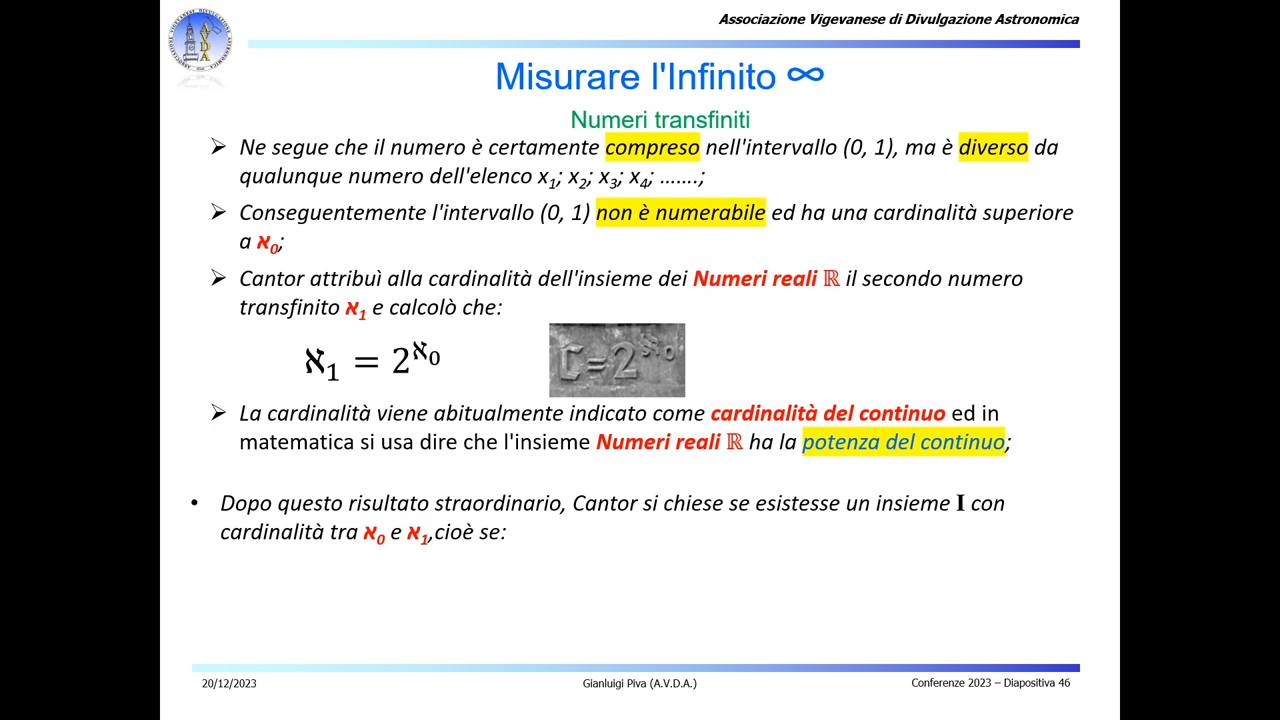 Associazione Vigevanese di Divulgazione Astronomica
AVDA
Misurare l'Infinito ∞
Numeri transfiniti
➢ Ne segue che il numero è certamente compreso nell'intervallo (0, 1), ma è diverso da
qualunque numero dell'elenco x₁; x₂; x₃; x₄; …….;
➢ Conseguentemente l'intervallo (0, 1) non è numerabile ed ha una cardinalità superiore
a ℵ₀;
➢ Cantor attribuì alla cardinalità dell'insieme dei Numeri reali ℝ il secondo numero
transfinito ℵ₁ e calcolò che:
ℵ₁ = 2^ℵ₀
C=2^ℵ₀
➢ La cardinalità viene abitualmente indicato come cardinalità del continuo ed in
matematica si usa dire che l'insieme Numeri reali ℝ ha la potenza del continuo;
• Dopo questo risultato straordinario, Cantor si chiese se esistesse un insieme I con
cardinalità tra ℵ₀ e ℵ₁,cioè se:
20/12/2023
Gianluigi Piva (A.V.D.A.)
Conferenze 2023 – Diapositiva 46